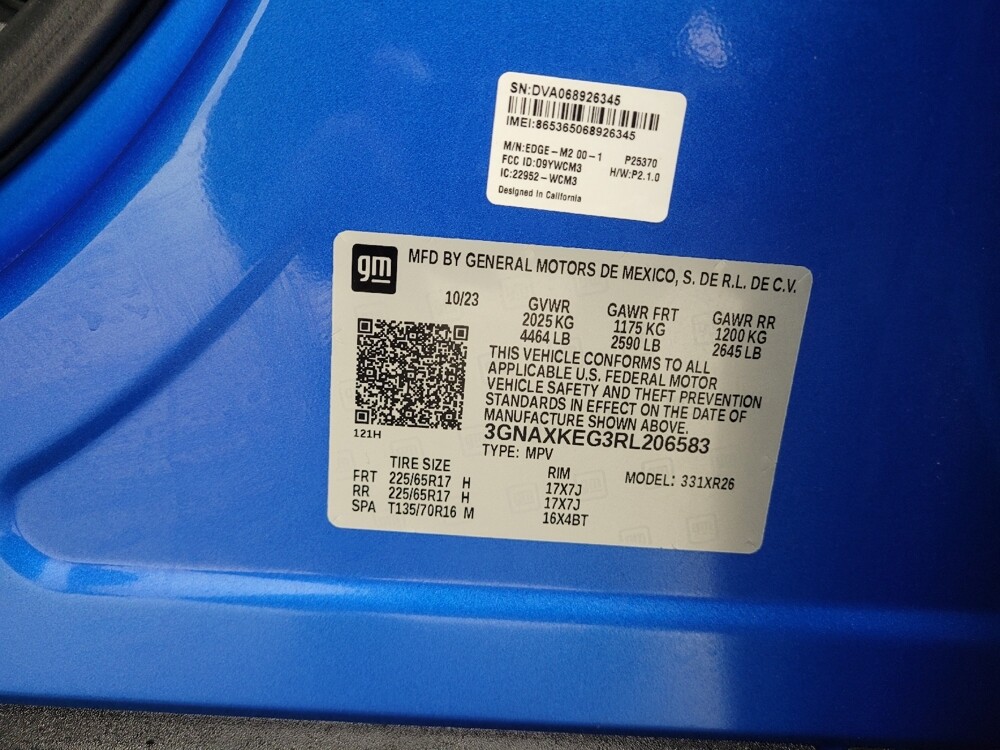 SN:DVA068926345
IMEI:865365068926345
M/N:EDGE-M2 00-1 P25370
FCC ID:09YWCM3 H/W:P2.1.0
IC:22952-WCM3
Designed in California
gm MFD BY GENERAL MOTORS DE MEXICO, S. DE R.L. DE C.V.
10/23 GVWR GAWR FRT GAWR RR
2025 KG 1175 KG 1200 KG
4464 LB 2590 LB 2645 LB
THIS VEHICLE CONFORMS TO ALL
APPLICABLE U.S. FEDERAL MOTOR
VEHICLE SAFETY AND THEFT PREVENTION
STANDARDS IN EFFECT ON THE DATE OF
MANUFACTURE SHOWN ABOVE.
121H 3GNAXKEG3RL206583
TYPE: MPV
TIRE SIZE RIM MODEL: 331XR26
FRT 225/65R17 H 17X7J
RR 225/65R17 H 17X7J
SPA T135/70R16 M 16X4BT